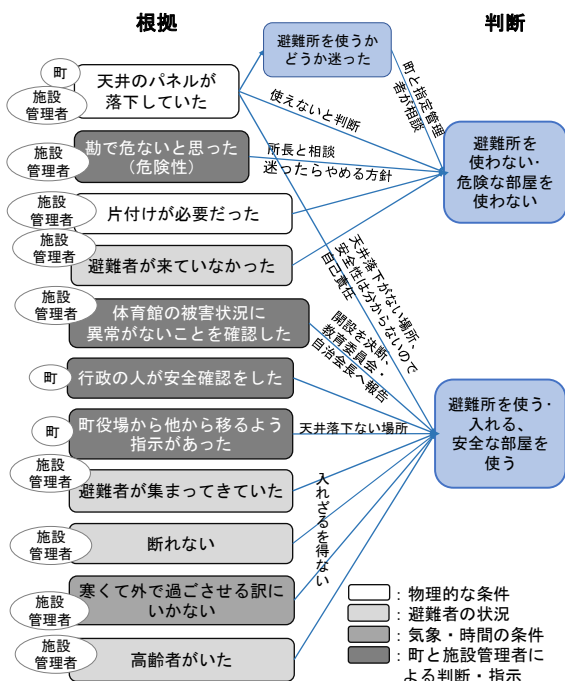 根拠
判断
避難所を使うか
どうか迷った
町
天井のパネルが
落下していた
施設
管理者
使えないと判断
町と指定管理
者が相談
施設
管理者
勘で危ないと思った
（危険性）
所長と相談
迷ったらやめる方針
避難所を
使わない・
危険な部屋を
使わない
施設
管理者
片付けが必要だった
施設
管理者
避難者が来ていなかった
天井落下がない場所、
安全性は分からないので
自己責任
施設
管理者
体育館の被害状況に
異常がないことを確認した
開設を決断、
教育委員会・
自治会長へ報告
町
行政の人が安全確認をした
町
町役場から他から移るよう
指示があった
天井落下ない場所
避難所を使う・
入れる、
安全な部屋を
使う
施設
管理者
避難者が集まってきていた
入れざるを得ない
施設
管理者
断れない
施設
管理者
寒くて外で過ごさせる訳に
いかない
施設
管理者
高齢者がいた
：物理的な条件
：避難者の状況
：気象・時間の条件
：町と施設管理者に
よる判断・指示